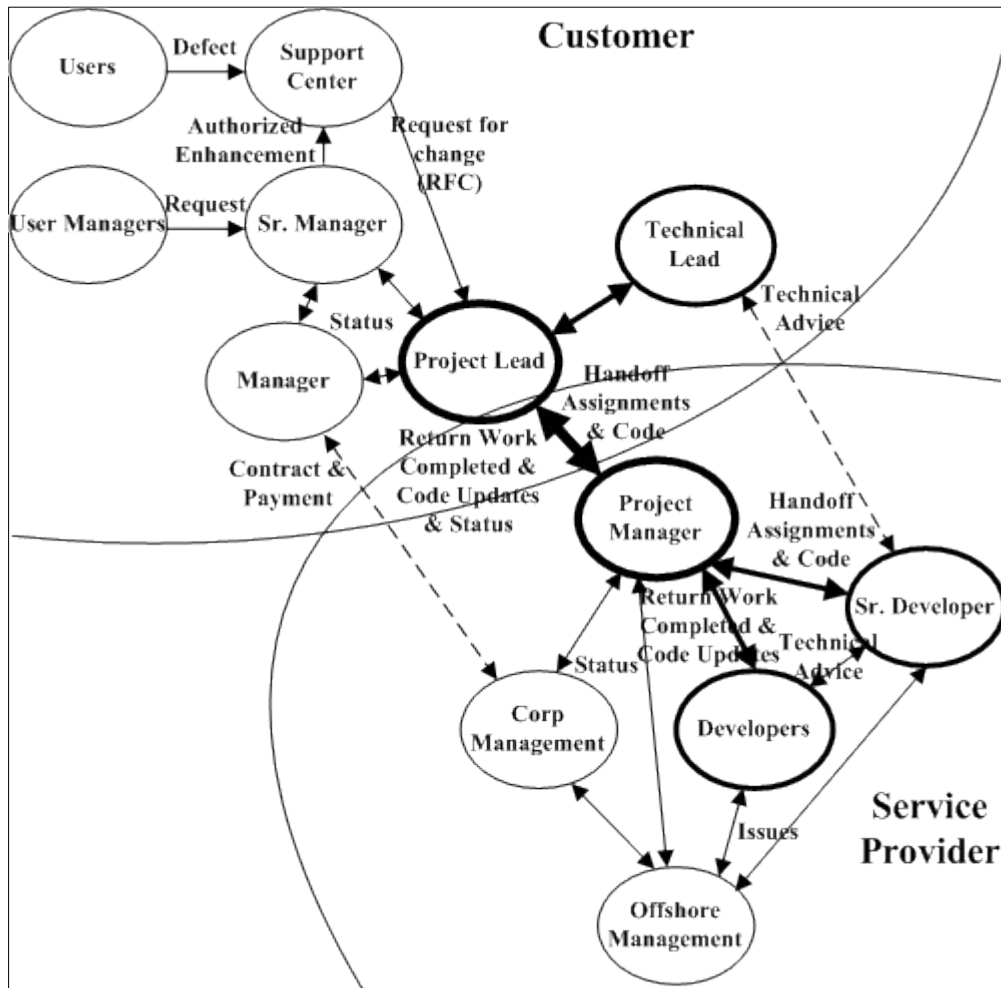 Customer
Users
Defect
Support
Center
Authorized
Enhancement
Request for
change
(RFC)
User Managers
Request
Sr. Manager
Technical
Lead
Status
Technical
Advice
Manager
Project Lead
Handoff
Assignments
& Code
Return Work
Completed &
Code Updates
& Status
Contract &
Payment
Project
Manager
Handoff
Assignments
& Code
Sr. Developer
Return Work
Completed &
Code Updates
Technical
Advice
Status
Corp
Management
Developers
Service
Provider
Issues
Offshore
Management